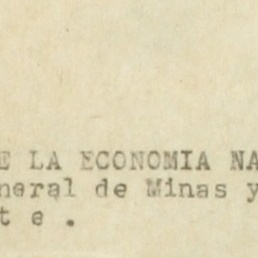 E LA ECONOMIA NA
neral de Minas y
t e .